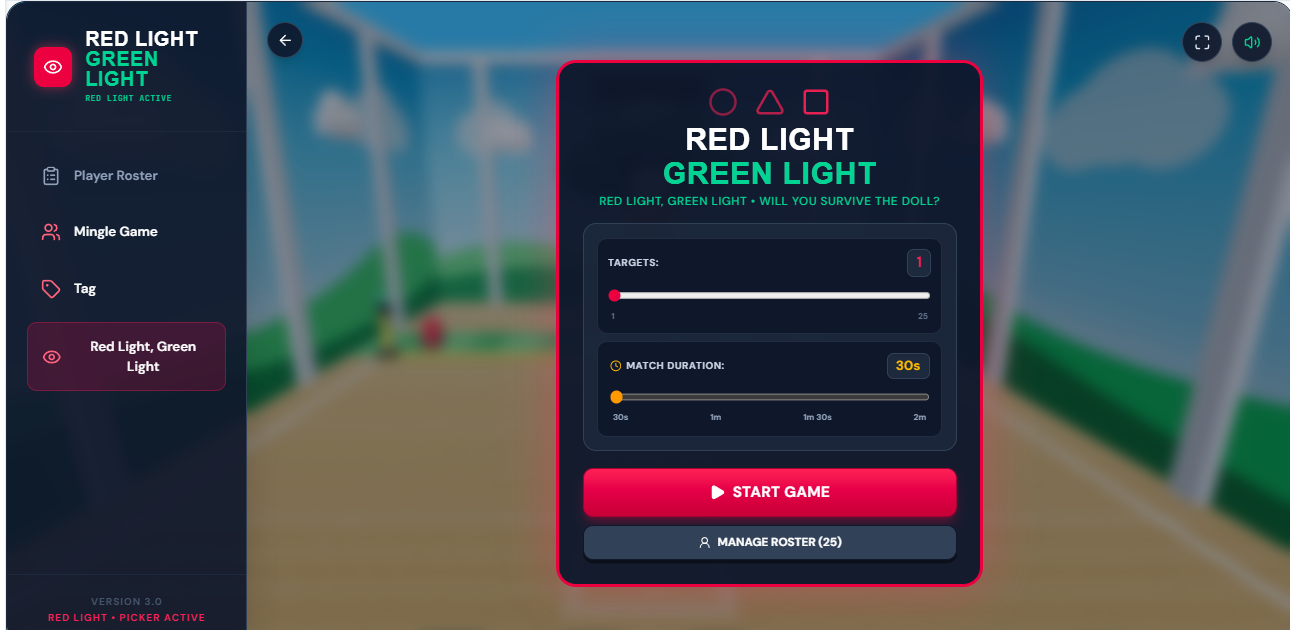 RED LIGHT
GREEN
LIGHT
RED LIGHT ACTIVE
Player Roster
Mingle Game
Tag
Red Light, Green
Light
VERSION 3.0
RED LIGHT • PICKER ACTIVE
RED LIGHT
GREEN LIGHT
RED LIGHT, GREEN LIGHT • WILL YOU SURVIVE THE DOLL?
TARGETS: 1
1 25
MATCH DURATION: 30s
30s 1m 1m 30s 2m
START GAME
MANAGE ROSTER (25)